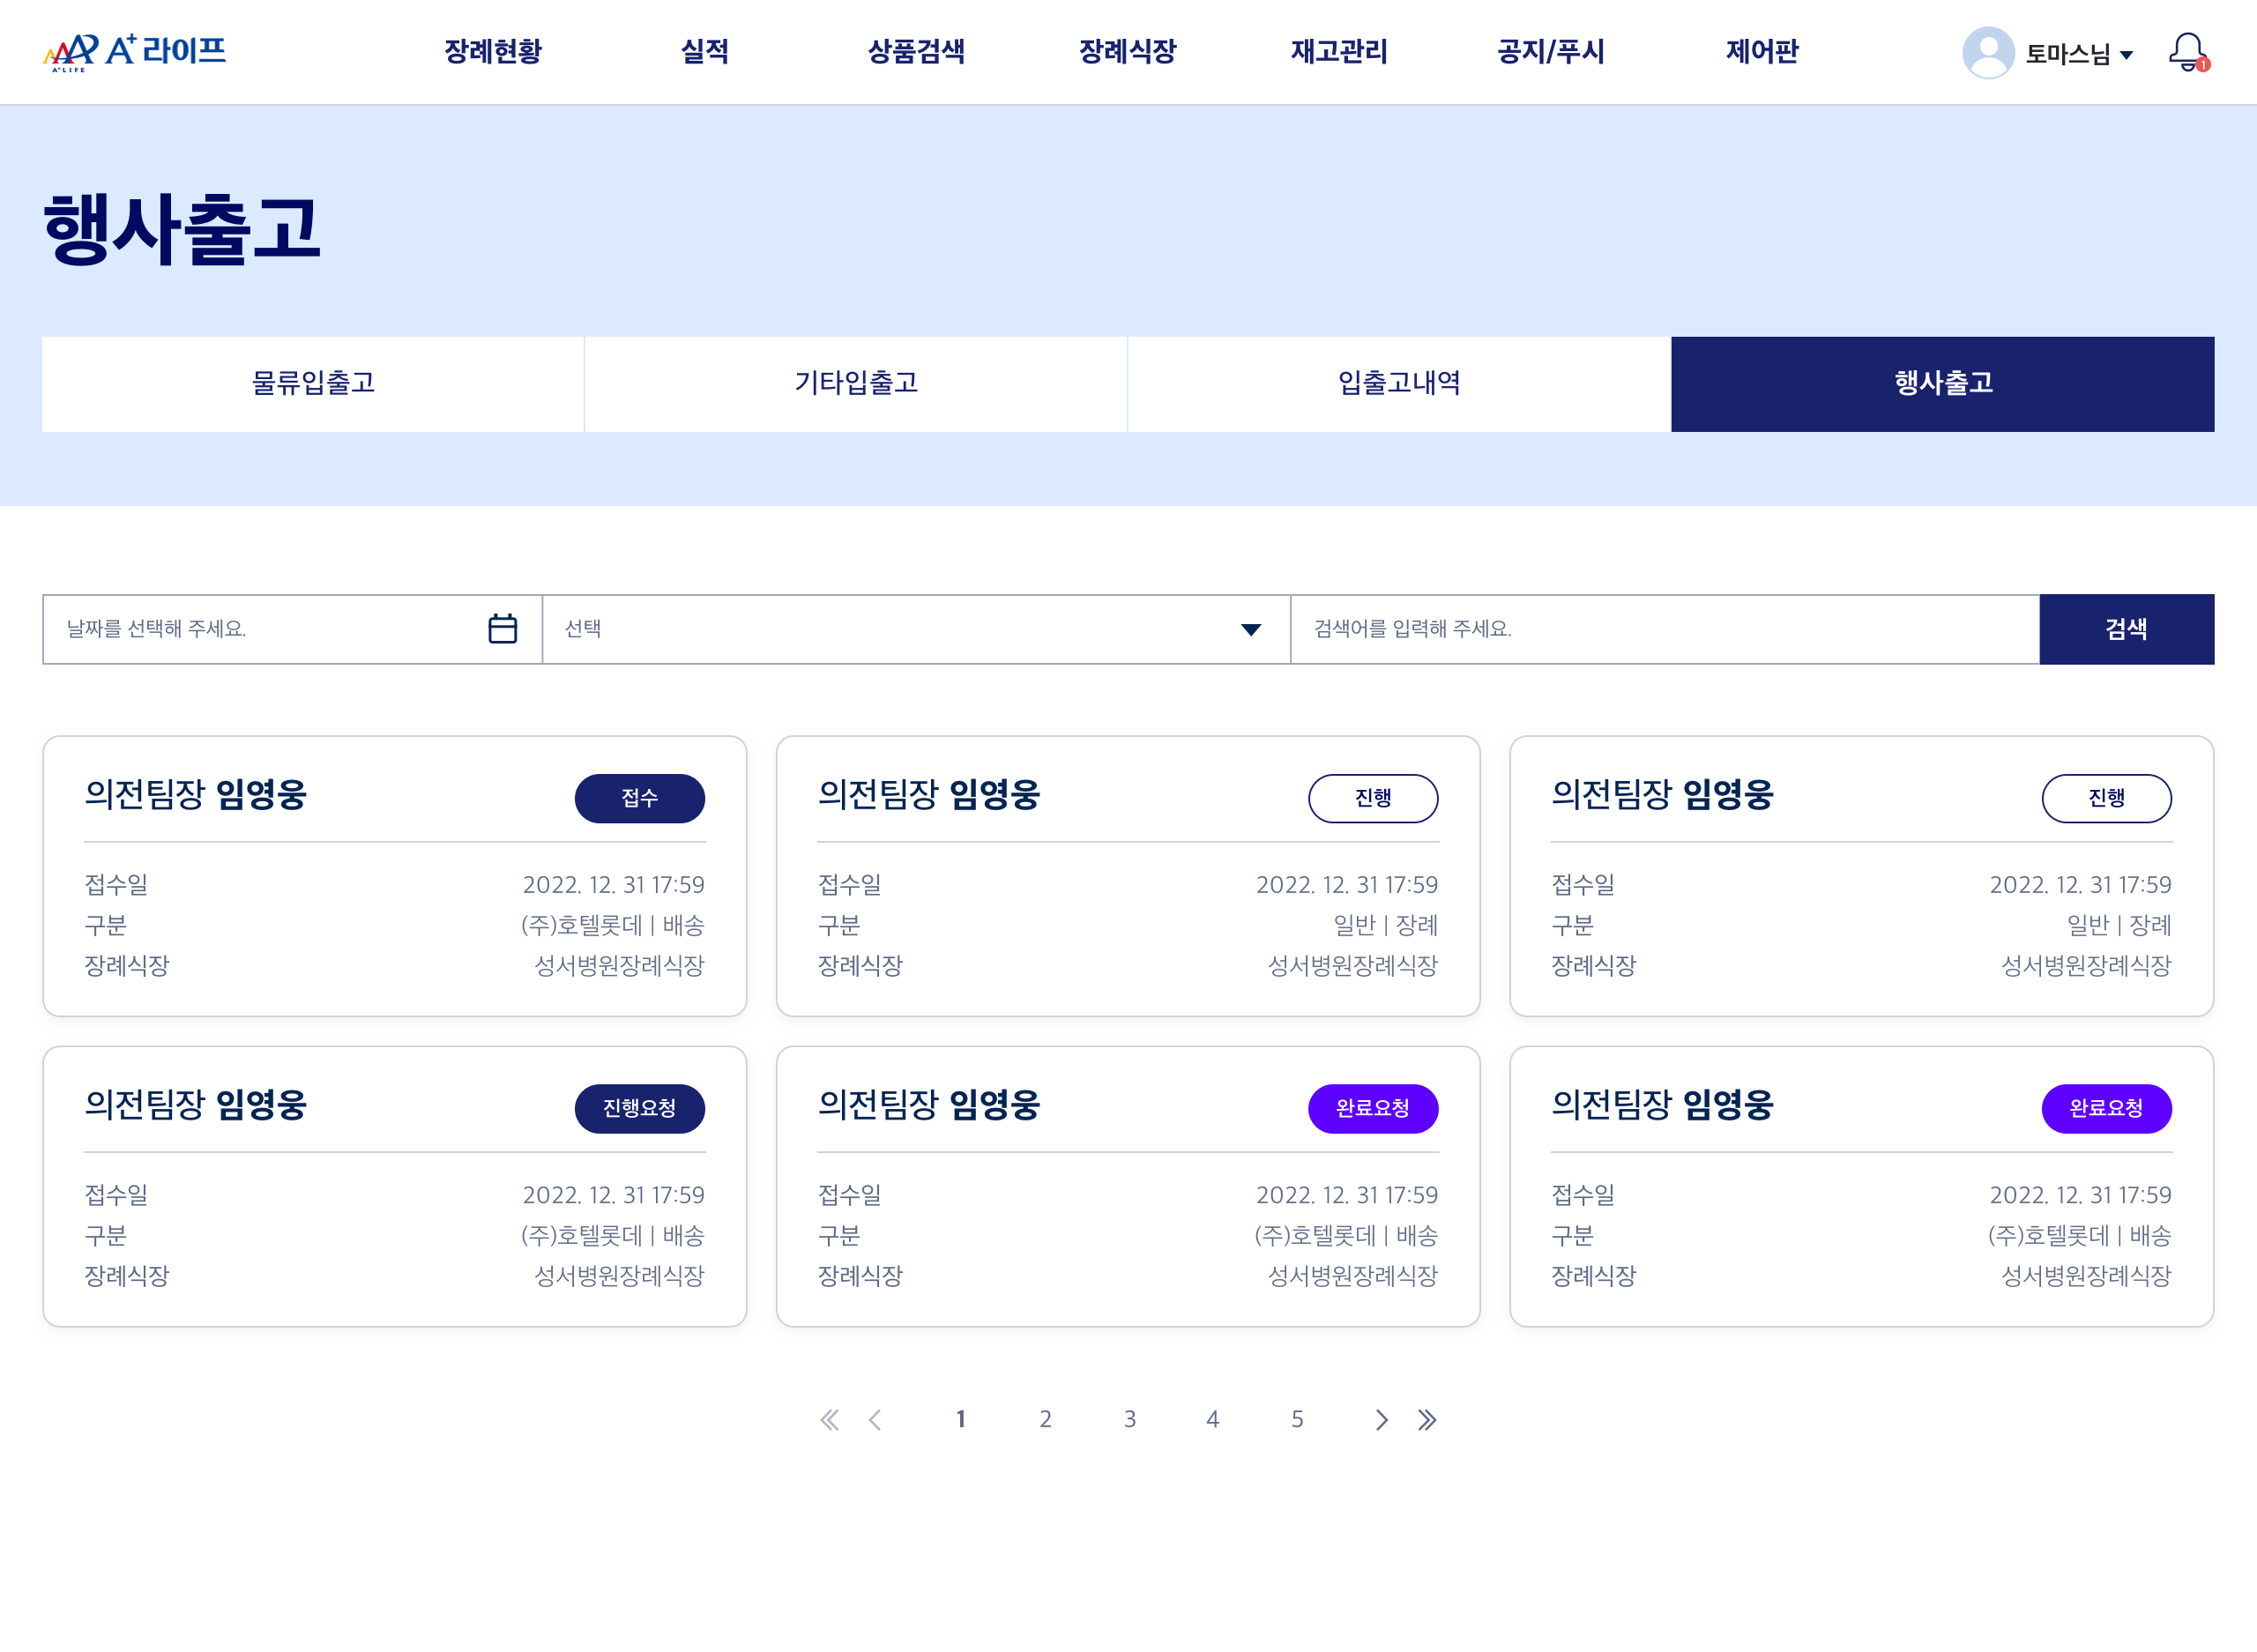 A+LIFE A+ 라이프
장례현황 실적 상품검색 장례식장 재고관리 공지/푸시 제어판
토마스님 1
행사출고
물류입출고 기타입출고 입출고내역 행사출고
날짜를 선택해 주세요. 선택 검색어를 입력해 주세요. 검색
의전팀장 임영웅 접수
접수일 2022. 12. 31 17:59
구분 (주)호텔롯데 | 배송
장례식장 성서병원장례식장
의전팀장 임영웅 진행
접수일 2022. 12. 31 17:59
구분 일반 | 장례
장례식장 성서병원장례식장
의전팀장 임영웅 진행
접수일 2022. 12. 31 17:59
구분 일반 | 장례
장례식장 성서병원장례식장
의전팀장 임영웅 진행요청
접수일 2022. 12. 31 17:59
구분 (주)호텔롯데 | 배송
장례식장 성서병원장례식장
의전팀장 임영웅 완료요청
접수일 2022. 12. 31 17:59
구분 (주)호텔롯데 | 배송
장례식장 성서병원장례식장
의전팀장 임영웅 완료요청
접수일 2022. 12. 31 17:59
구분 (주)호텔롯데 | 배송
장례식장 성서병원장례식장
1 2 3 4 5